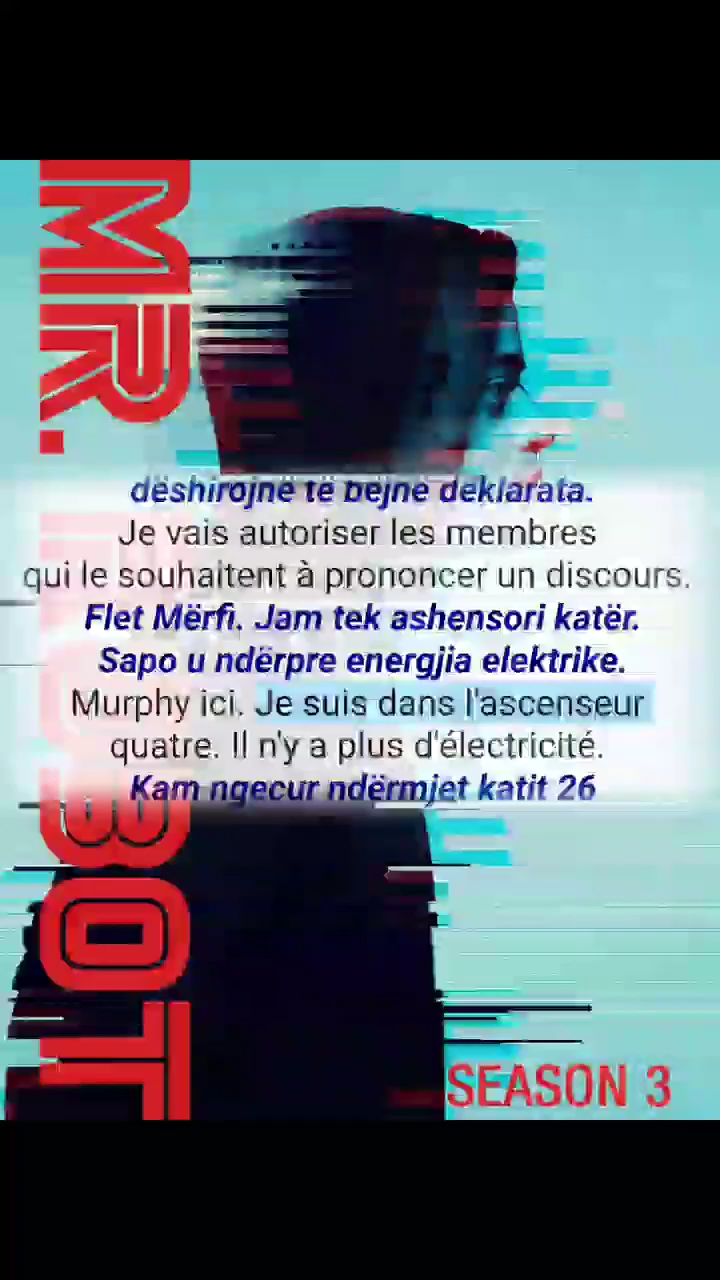 MR. ROBOT
dëshirojnë të bëjnë deklarata.
Je vais autoriser les membres
qui le souhaitent à prononcer un discours.
Flet Mërfi. Jam tek ashensori katër.
Sapo u ndërpre energjia elektrike.
Murphy ici. Je suis dans l'ascenseur
quatre. Il n'y a plus d'électricité.
Kam ngecur ndërmjet katit 26
SEASON 3